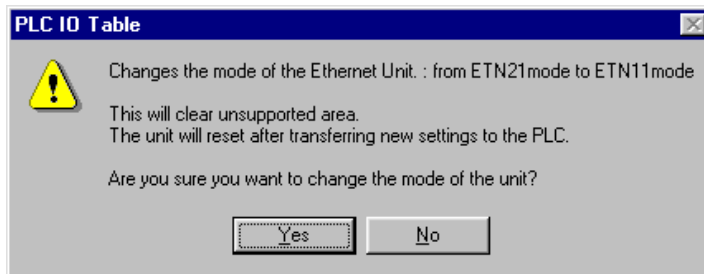 PLC IO Table
Changes the mode of the Ethernet Unit. : from ETN21mode to ETN11mode
This will clear unsupported area.
The unit will reset after transferring new settings to the PLC.
Are you sure you want to change the mode of the unit?
Yes No